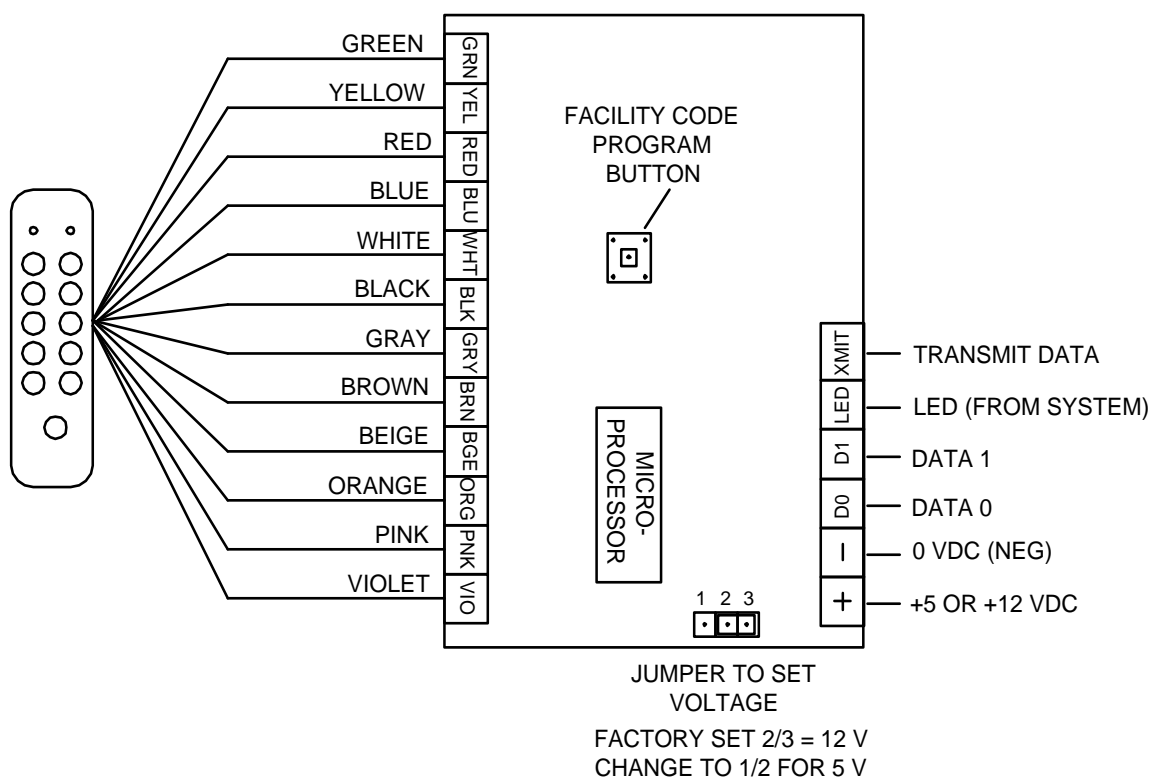 GREEN
YELLOW
RED
BLUE
WHITE
BLACK
GRAY
BROWN
BEIGE
ORANGE
PINK
VIOLET
GRN
YEL
RED
BLU
WHT
BLK
GRY
BRN
BGE
ORG
PNK
VIO
FACILITY CODE
PROGRAM
BUTTON
MICRO-
PROCESSOR
1 2 3
XMIT
LED
D1
D0
–
+
TRANSMIT DATA
LED (FROM SYSTEM)
DATA 1
DATA 0
0 VDC (NEG)
+5 OR +12 VDC
JUMPER TO SET
VOLTAGE
FACTORY SET 2/3 = 12 V
CHANGE TO 1/2 FOR 5 V